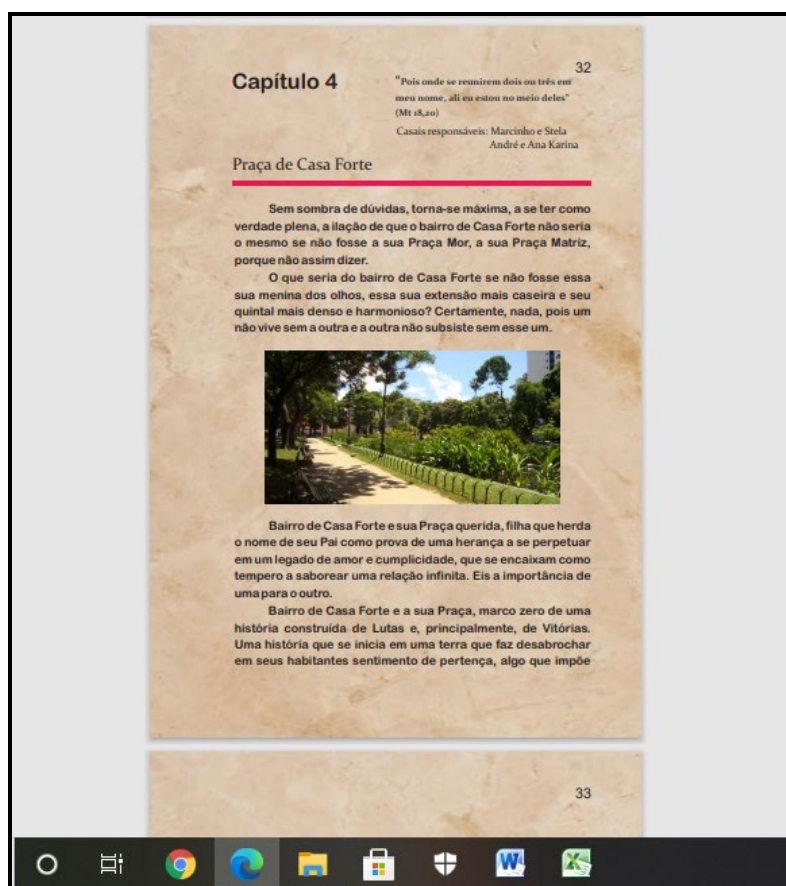 32
Capítulo 4
"Pois onde se reunirem dois ou três em
meu nome, ali eu estou no meio deles"
(Mt 18,20)
Casais responsáveis: Marcinho e Stela
André e Ana Karina
Praça de Casa Forte
Sem sombra de dúvidas, torna-se máxima, a se ter como
verdade plena, a ilação de que o bairro de Casa Forte não seria
o mesmo se não fosse a sua Praça Mor, a sua Praça Matriz,
porque não assim dizer.
O que seria do bairro de Casa Forte se não fosse essa
sua menina dos olhos, essa sua extensão mais caseira e seu
quintal mais denso e harmonioso? Certamente, nada, pois um
não vive sem a outra e a outra não subsiste sem esse um.
Bairro de Casa Forte e sua Praça querida, filha que herda
o nome de seu Pai como prova de uma herança a se perpetuar
em um legado de amor e cumplicidade, que se encaixam como
tempero a saborear uma relação infinita. Eis a importância de
uma para o outro.
Bairro de Casa Forte e a sua Praça, marco zero de uma
história construída de Lutas e, principalmente, de Vitórias.
Uma história que se inicia em uma terra que faz desabrochar
em seus habitantes sentimento de pertença, algo que impõe
33